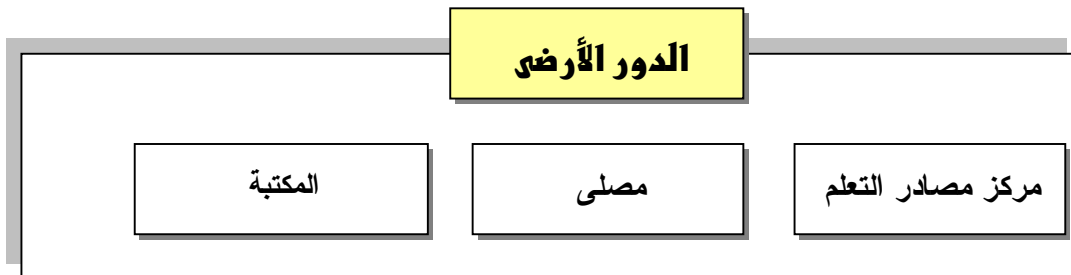 الدور الأرضى
مركز مصادر التعلم
مصلى
المكتبة